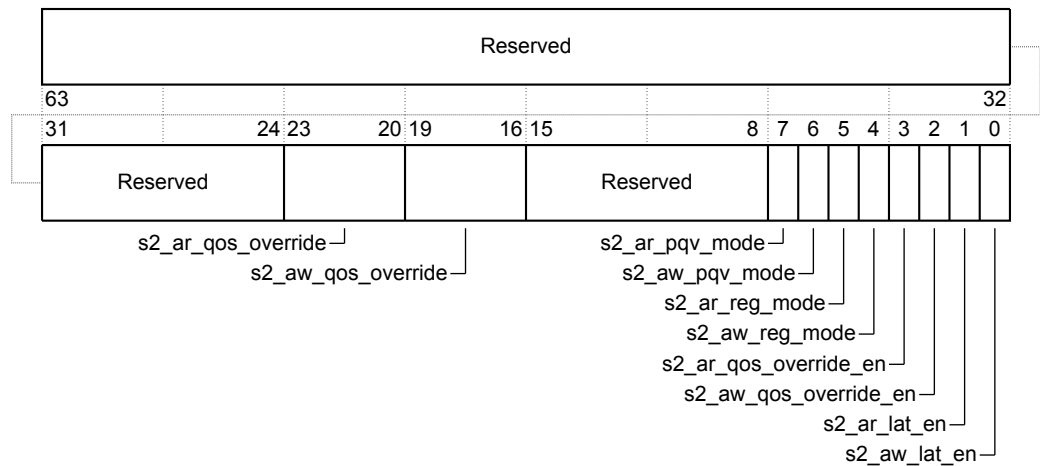 Reserved
63 32
31 24 23 20 19 16 15 8 7 6 5 4 3 2 1 0
Reserved Reserved
s2_ar_qos_override s2_ar_pqv_mode
s2_aw_qos_override s2_aw_pqv_mode
s2_ar_reg_mode
s2_aw_reg_mode
s2_ar_qos_override_en
s2_aw_qos_override_en
s2_ar_lat_en
s2_aw_lat_en